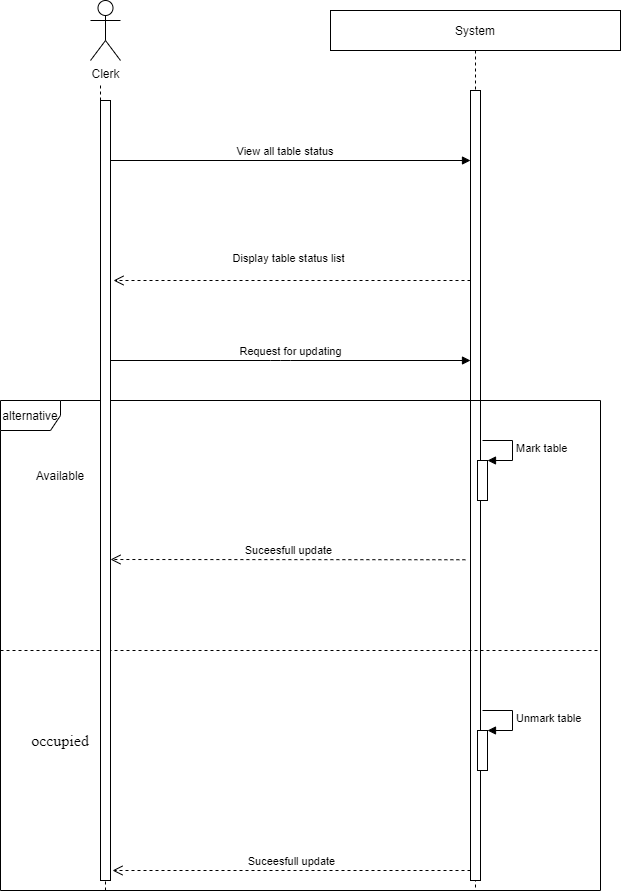 System
Clerk
View all table status
Display table status list
Request for updating
alternative
Mark table
Available
Suceesfull update
Unmark table
occupied
Suceesfull update